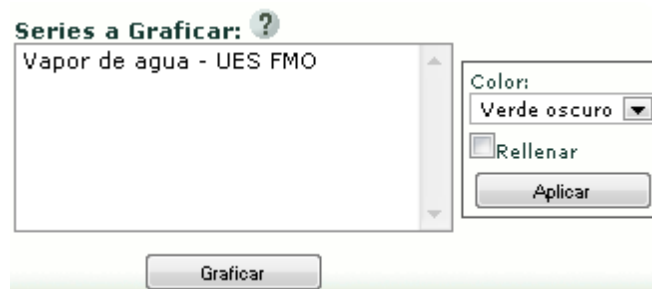 Series a Graficar: ?
Vapor de agua - UES FMO
Color:
Verde oscuro
Rellenar
Aplicar
Graficar